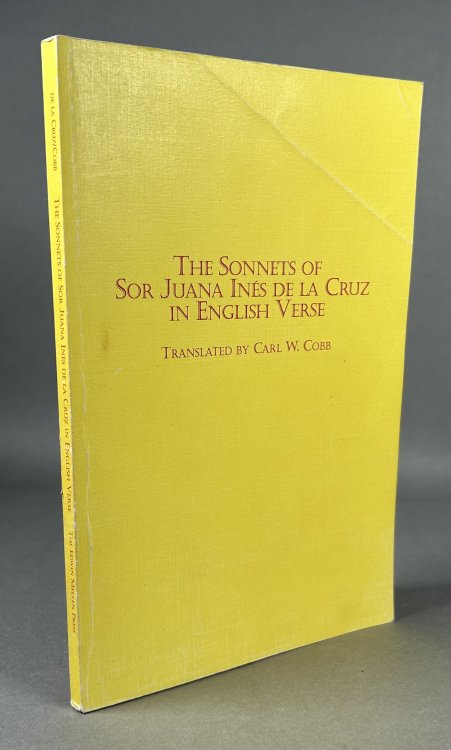 THE SONNETS OF
SOR JUANA INÉS DE LA CRUZ
IN ENGLISH VERSE
TRANSLATED BY CARL W. COBB
DE LA CRUZ/COBB
THE SONNETS OF SOR JUANA INÉS DE LA CRUZ IN ENGLISH VERSE
THE EDWIN MELLEN PRESS